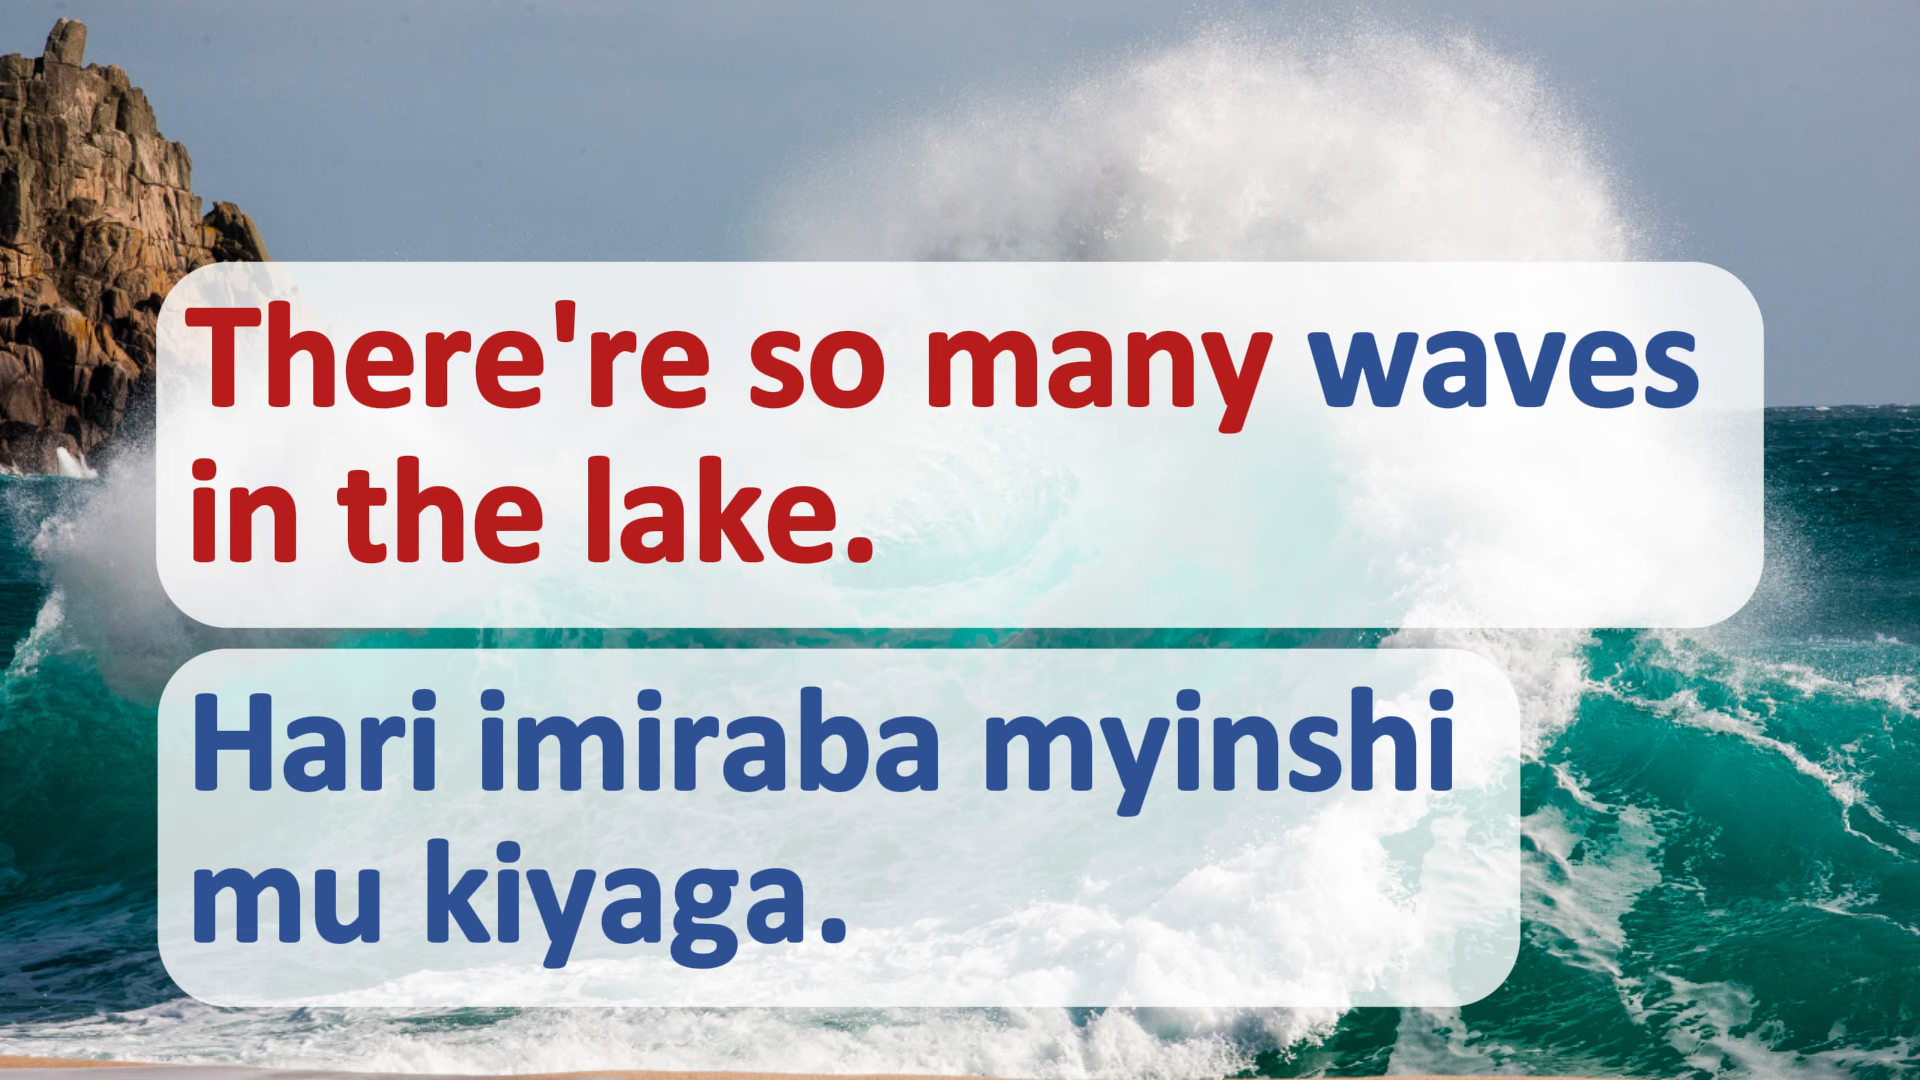 There're so many waves
in the lake.
Hari imiraba myinshi
mu kiyaga.